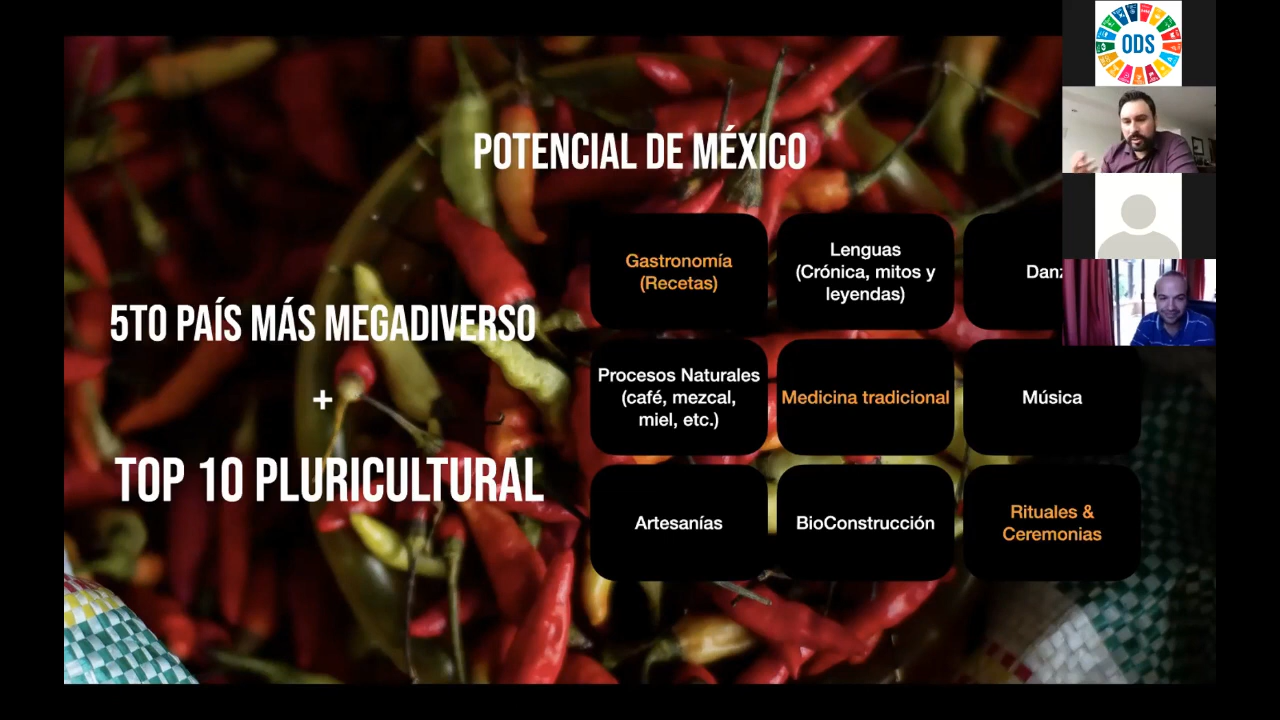 ODS
POTENCIAL DE MÉXICO
5TO PAÍS MÁS MEGADIVERSO
+
TOP 10 PLURICULTURAL
Gastronomía
(Recetas)
Lenguas
(Crónica, mitos y
leyendas)
Procesos Naturales
(café, mezcal,
miel, etc.)
Medicina tradicional
Música
Artesanías
BioConstrucción
Rituales &
Ceremonias